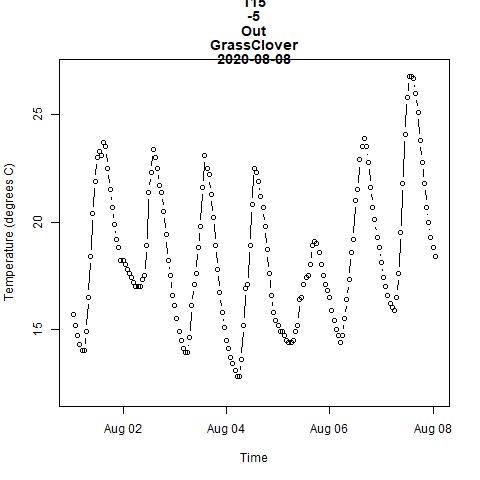 T15
-5
Out
GrassClover
2020-08-08
Temperature (degrees C)
25
20
15
Aug 02
Aug 04
Aug 06
Aug 08
Time